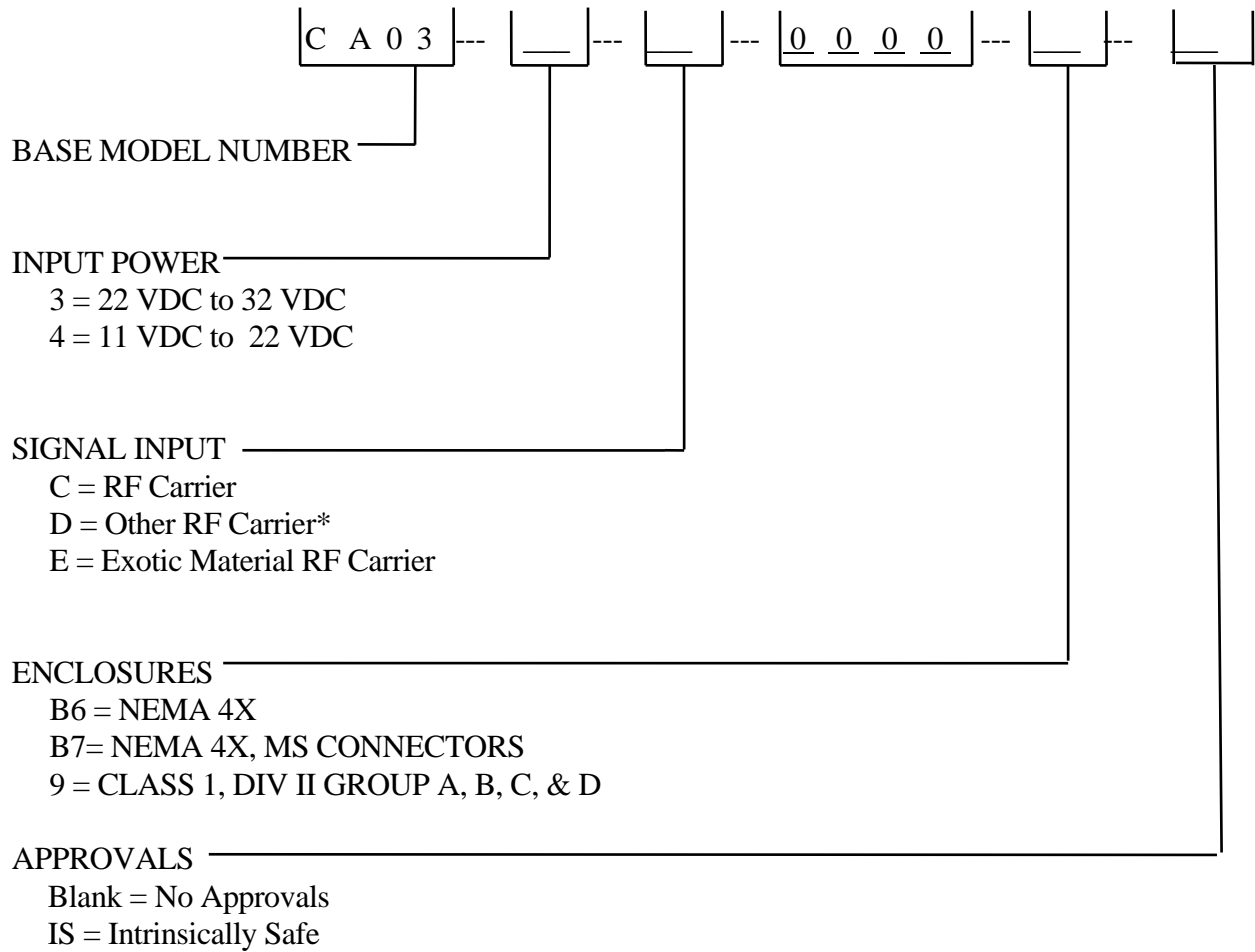 C A 0 3 --- ___ --- ___ --- 0 0 0 0 --- ___ --- ___
BASE MODEL NUMBER
INPUT POWER
3 = 22 VDC to 32 VDC
4 = 11 VDC to 22 VDC
SIGNAL INPUT
C = RF Carrier
D = Other RF Carrier*
E = Exotic Material RF Carrier
ENCLOSURES
B6 = NEMA 4X
B7= NEMA 4X, MS CONNECTORS
9 = CLASS 1, DIV II GROUP A, B, C, & D
APPROVALS
Blank = No Approvals
IS = Intrinsically Safe